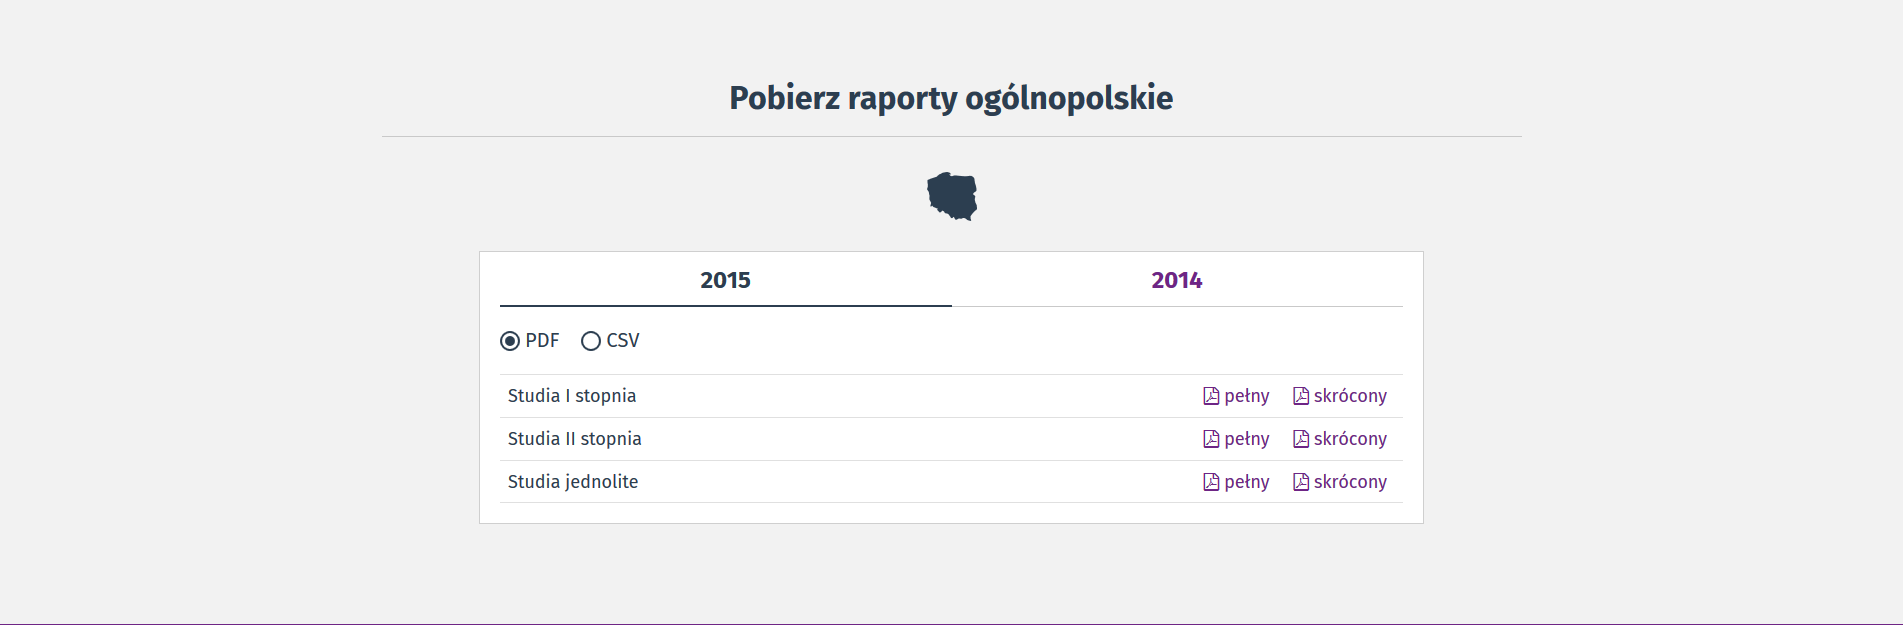 Pobierz raporty ogólnopolskie
2015 2014
PDF CSV
Studia I stopnia pełny skrócony
Studia II stopnia pełny skrócony
Studia jednolite pełny skrócony